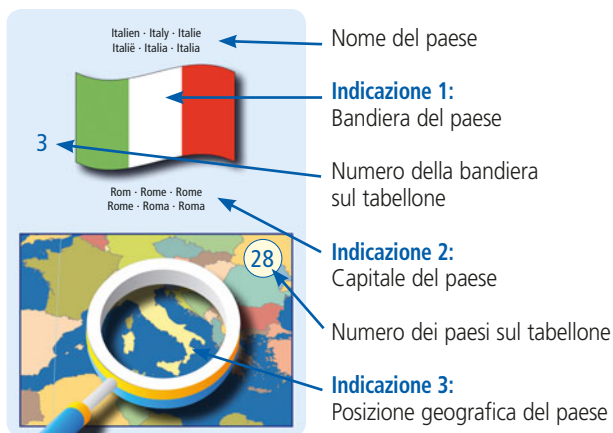 Italien · Italy · Italie
Italië · Italia · Italia
3
Rom · Rome · Rome
Rome · Roma · Roma
28
Nome del paese
Indicazione 1:
Bandiera del paese
Numero della bandiera
sul tabellone
Indicazione 2:
Capitale del paese
Numero dei paesi sul tabellone
Indicazione 3:
Posizione geografica del paese